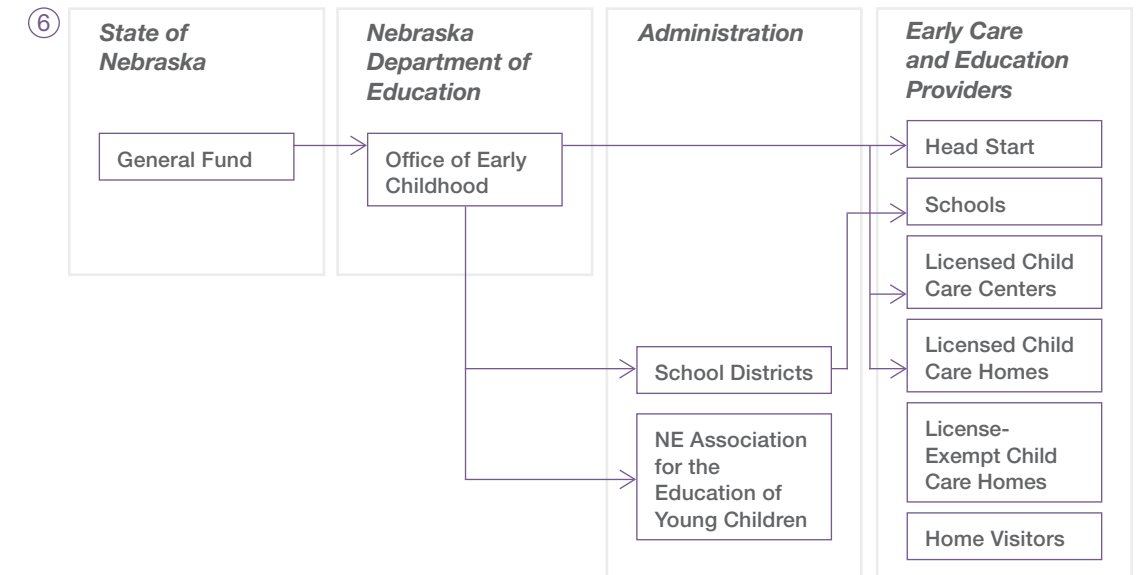 6
State of
Nebraska
General Fund
Nebraska
Department of
Education
Office of Early
Childhood
Administration
School Districts
NE Association
for the
Education of
Young Children
Early Care
and Education
Providers
Head Start
Schools
Licensed Child
Care Centers
Licensed Child
Care Homes
License-
Exempt Child
Care Homes
Home Visitors